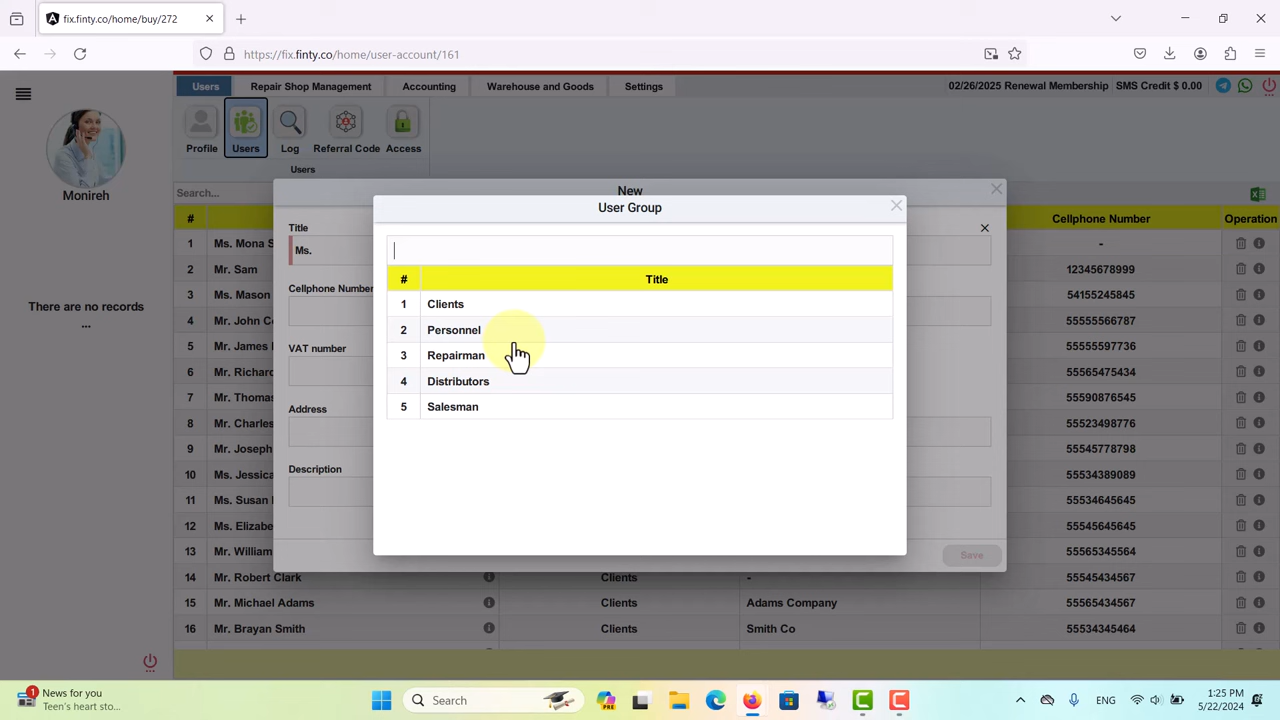 fix.finty.co/home/buy/272
https://fix.finty.co/home/user-account/161
Users
Repair Shop Management
Accounting
Warehouse and Goods
Settings
02/26/2025 Renewal Membership
SMS Credit $ 0.00
Profile
Users
Log
Referral Code
Access
Users
Monireh
There are no records
...
Search...
New
User Group
#
Title
1 Clients
2 Personnel
3 Repairman
4 Distributors
5 Salesman
Title
Ms.
Cellphone Number
VAT number
Address
Description
Save
# Cellphone Number Operation
1 Ms. Mona S -
2 Mr. Sam 12345678999
3 Ms. Mason 54155245845
4 Mr. John C 55555566787
5 Mr. James 55555597546
6 Mr. Richar 55565475434
7 Mr. Thomas 55590876545
8 Mr. Charles 55523498776
9 Mr. Joseph 55545778798
10 Ms. Jessica 55534389089
11 Ms. Susan 55534645645
12 Ms. Elizabe 55545645645
13 Mr. William 55565345564
14 Mr. Robert Clark Clients - 55545434567
15 Mr. Michael Adams Clients Adams Company 55565434567
16 Mr. Brayan Smith Clients Smith Co 55534345464
1
News for you
Teen's heart sto...
Search
PRE
ENG
1:25 PM
5/22/2024